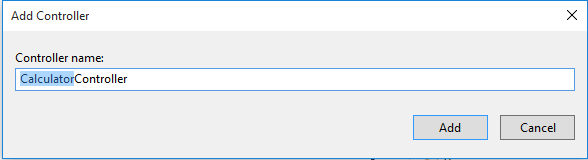 Add Controller
Controller name:
CalculatorController
Add Cancel